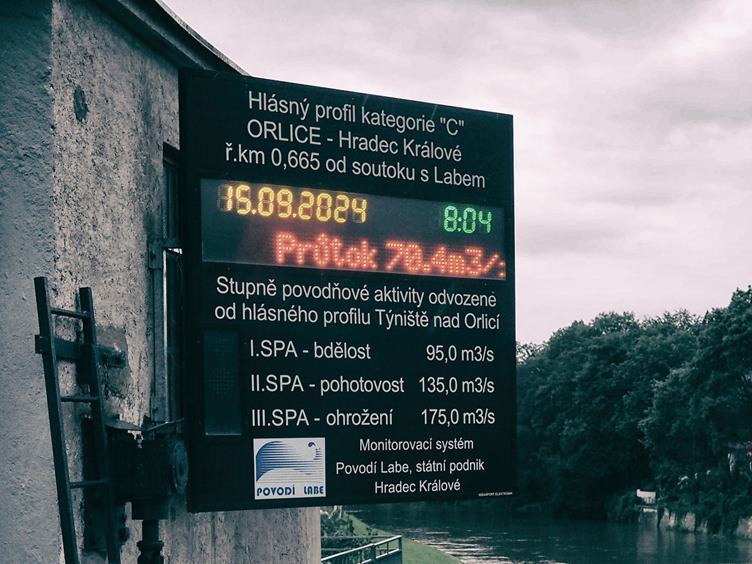 Hlásný profil kategorie "C"
ORLICE - Hradec Králové
ř.km 0,665 od soutoku s Labem
15.09.2024 8:04
Průtok 70.4m3/
Stupně povodňové aktivity odvozené
od hlásného profilu Týniště nad Orlicí
I.SPA - bdělost 95,0 m3/s
II.SPA - pohotovost 135,0 m3/s
III.SPA - ohrožení 175,0 m3/s
Monitorovací systém
Povodí Labe, státní podnik
Hradec Králové
POVODÍ LABE